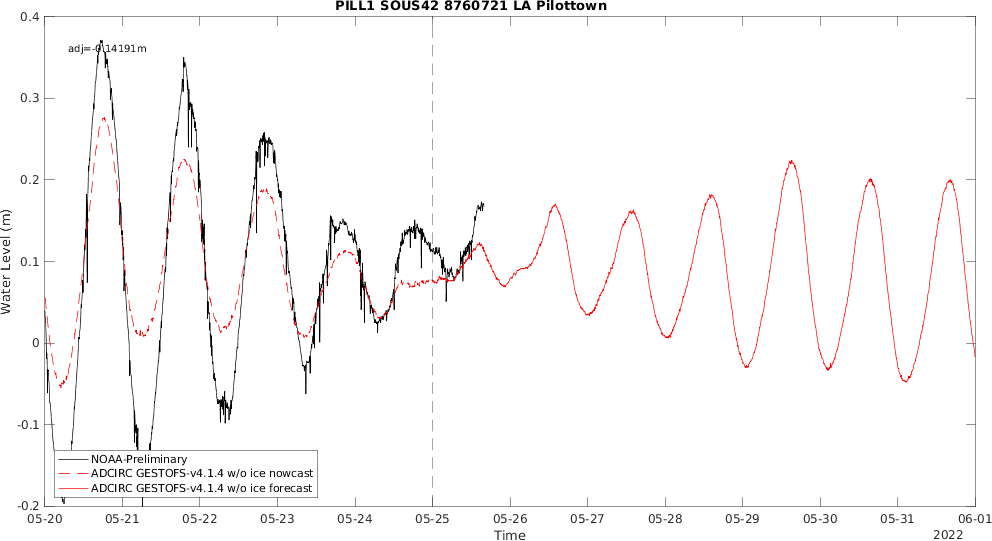 PILL1 SOUS42 8760721 LA Pilottown
adj=-0.14191m
Water Level (m)
0.4
0.3
0.2
0.1
0
-0.1
-0.2
NOAA-Preliminary
ADCIRC GESTOFS-v4.1.4 w/o ice nowcast
ADCIRC GESTOFS-v4.1.4 w/o ice forecast
05-20 05-21 05-22 05-23 05-24 05-25 05-26 05-27 05-28 05-29 05-30 05-31 06-01
Time
2022